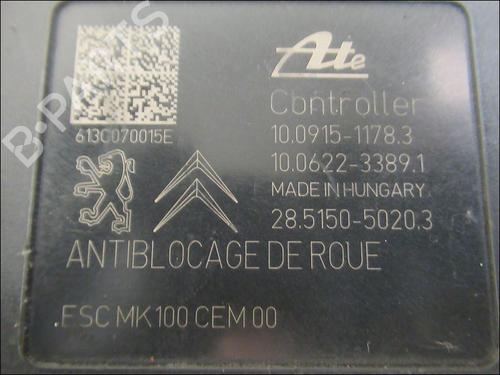 Ate
613C070015E
Controller
10.0915-1178.3
10.0622-3389.1
MADE IN HUNGARY
28.5150-5020.3
ANTIBLOCAGE DE ROUE
ESC MK100 CEM 00
B-PARTS